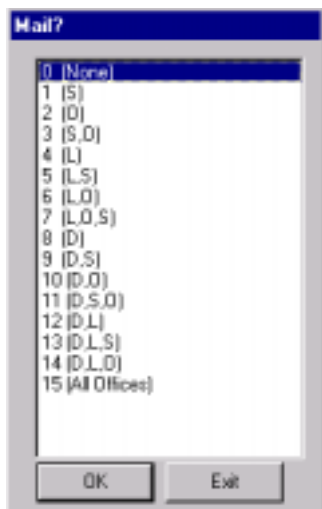 Mail?
0 (None)
1 (S)
2 (O)
3 (S,O)
4 (L)
5 (L,S)
6 (L,O)
7 (L,O,S)
8 (D)
9 (D,S)
10 (D,O)
11 (D,S,O)
12 (D,L)
13 (D,L,S)
14 (D,L,O)
15 (All Offices)
OK
Exit